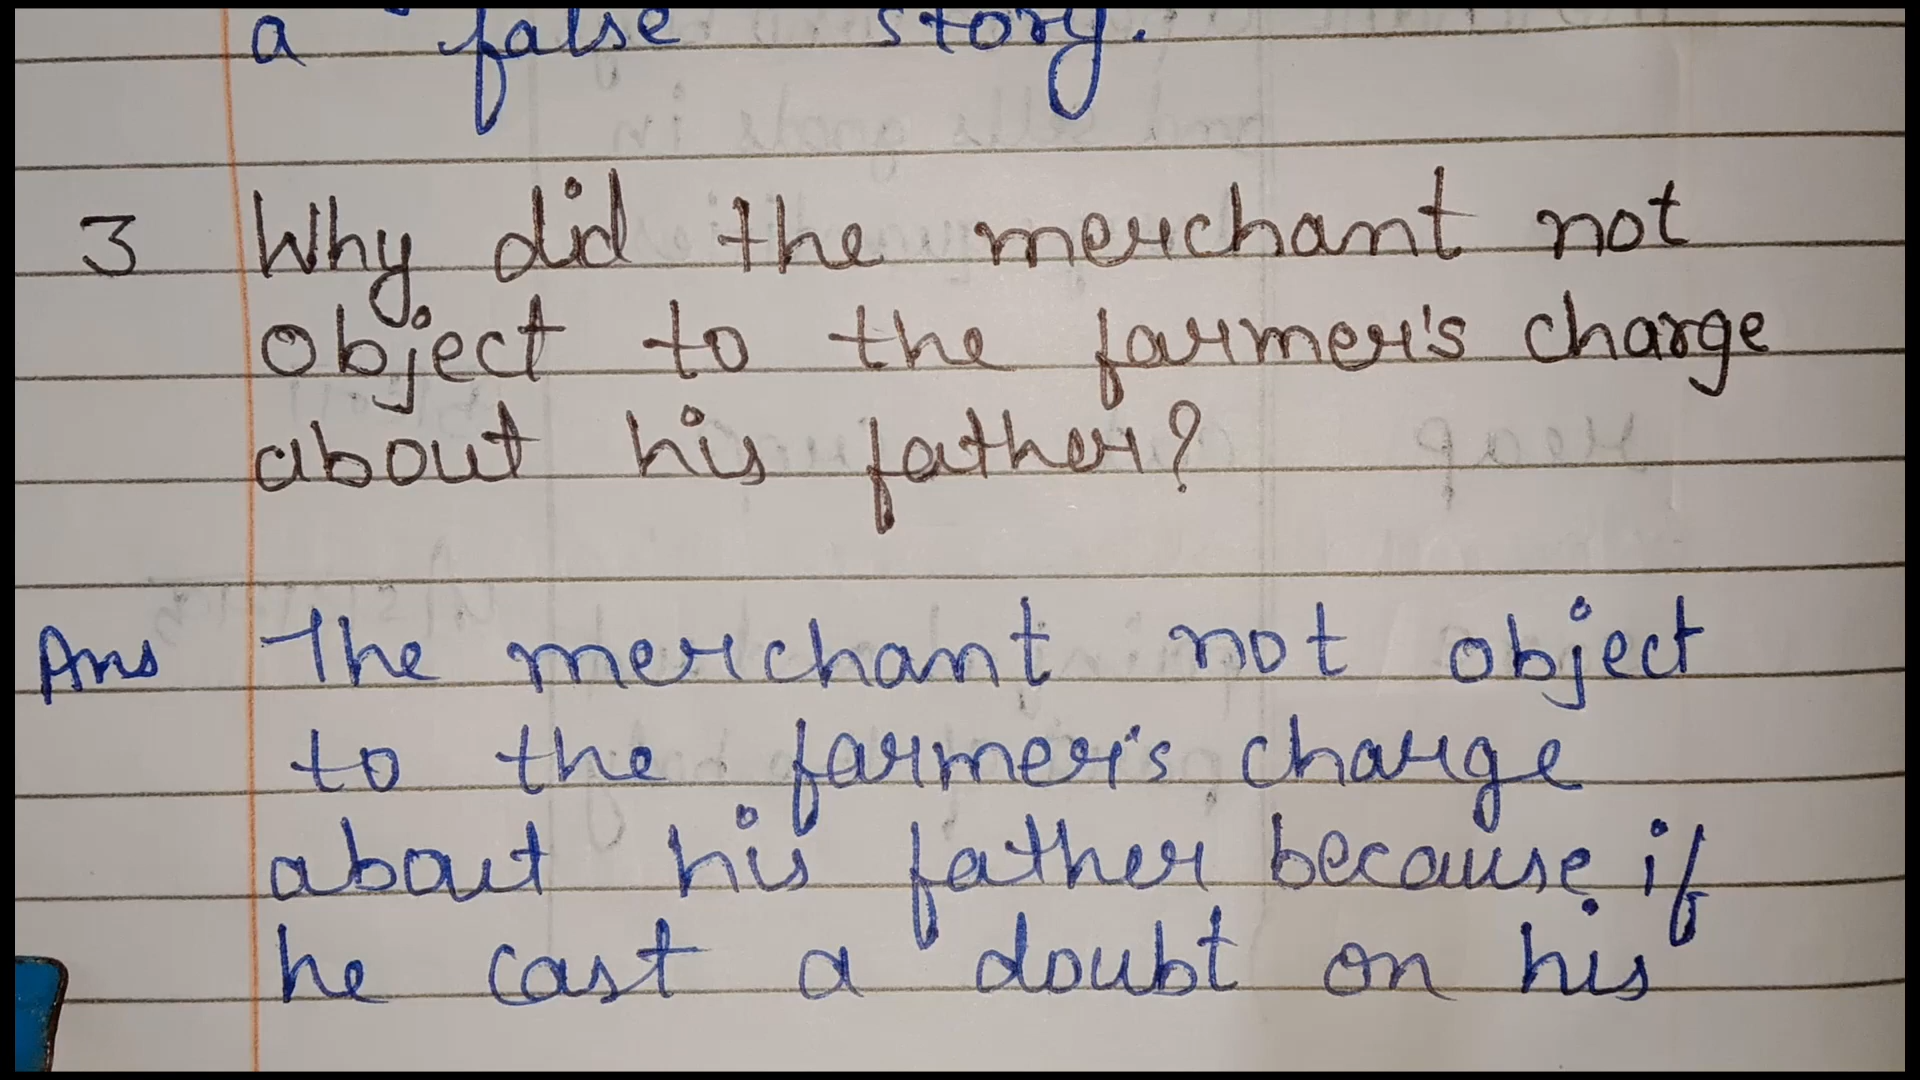 a false story.
3 Why did the merchant not
object to the farmer's charge
about his father?
Ans The merchant not object
to the farmer's charge
about his father because if
he cast a doubt on his